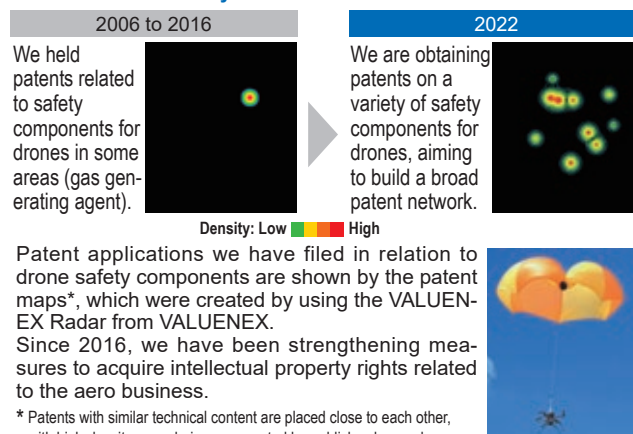 2006 to 2016
We held
patents related
to safety
components for
drones in some
areas (gas gen-
erating agent).
2022
We are obtaining
patents on a
variety of safety
components for
drones, aiming
to build a broad
patent network.
Density: Low High
Patent applications we have filed in relation to
drone safety components are shown by the patent
maps*, which were created by using the VALUEN-
EX Radar from VALUENEX.
Since 2016, we have been strengthening mea-
sures to acquire intellectual property rights related
to the aero business.
* Patents with similar technical content are placed close to each other,